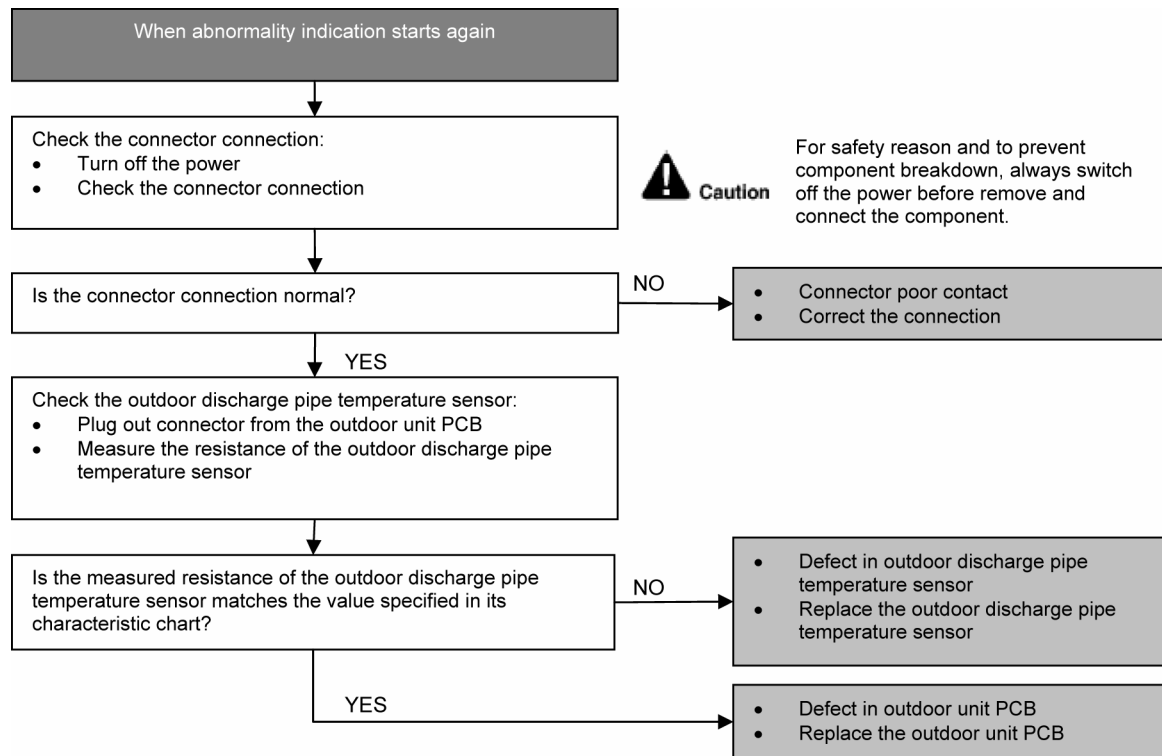 When abnormality indication starts again
Check the connector connection:
• Turn off the power
• Check the connector connection
Caution
For safety reason and to prevent
component breakdown, always switch
off the power before remove and
connect the component.
Is the connector connection normal?
NO
• Connector poor contact
• Correct the connection
YES
Check the outdoor discharge pipe temperature sensor:
• Plug out connector from the outdoor unit PCB
• Measure the resistance of the outdoor discharge pipe
temperature sensor
Is the measured resistance of the outdoor discharge pipe
temperature sensor matches the value specified in its
characteristic chart?
NO
• Defect in outdoor discharge pipe
temperature sensor
• Replace the outdoor discharge pipe
temperature sensor
YES
• Defect in outdoor unit PCB
• Replace the outdoor unit PCB